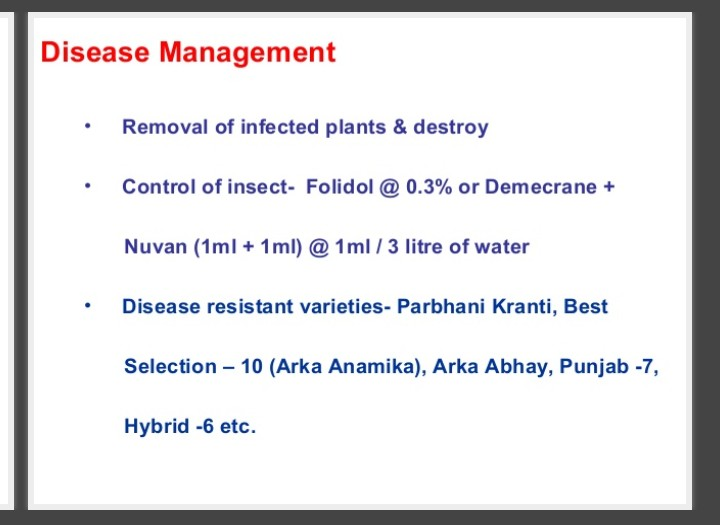 Disease Management
• Removal of infected plants & destroy
• Control of insect- Folidol @ 0.3% or Demecrane +
Nuvan (1ml + 1ml) @ 1ml / 3 litre of water
• Disease resistant varieties- Parbhani Kranti, Best
Selection – 10 (Arka Anamika), Arka Abhay, Punjab -7,
Hybrid -6 etc.